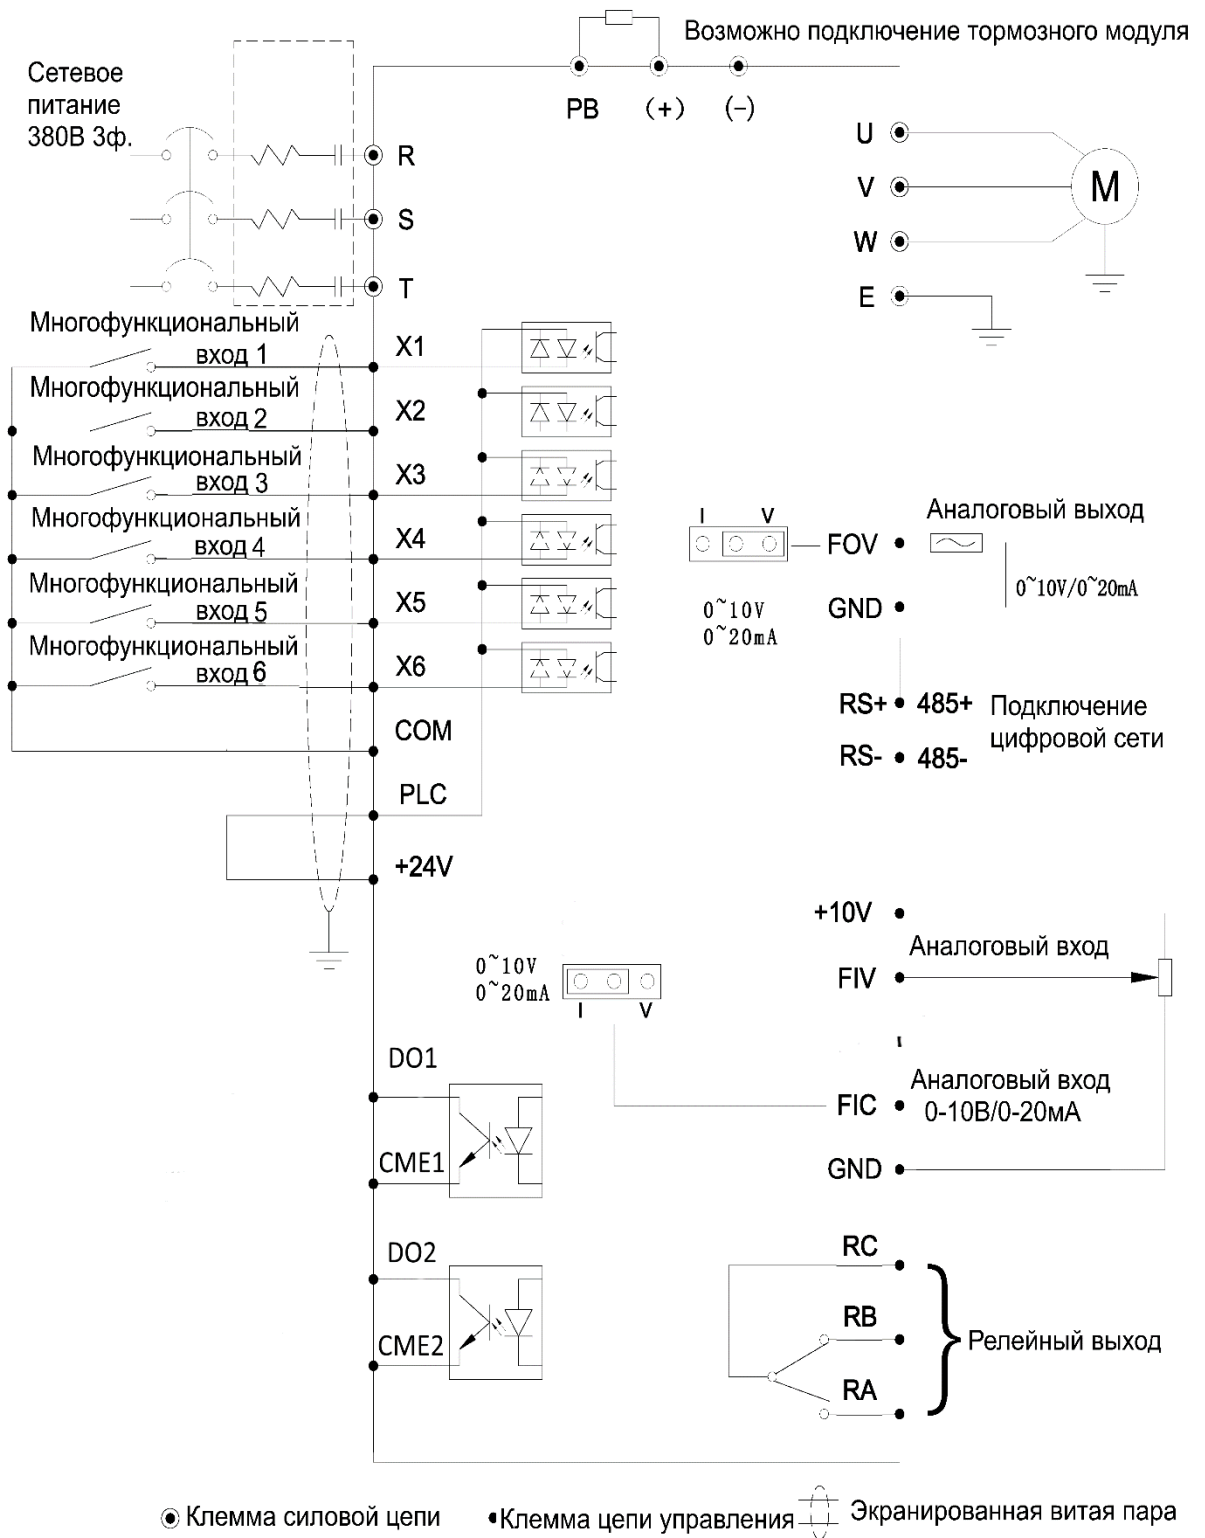 Возможно подключение тормозного модуля
Сетевое
питание
380В 3ф.
PB (+) (-)
R
S
T
U
V
W
E
M
Многофункциональный
вход 1
X1
Многофункциональный
вход 2
X2
Многофункциональный
вход 3
X3
Многофункциональный
вход 4
X4
Многофункциональный
вход 5
X5
Многофункциональный
вход 6
X6
COM
PLC
+24V
I V
0~10V
0~20mA
FOV
Аналоговый выход
0~10V/0~20mA
GND
RS+ 485+
RS- 485-
Подключение
цифровой сети
+10V
Аналоговый вход
FIV
0~10V
0~20mA
I V
FIC
Аналоговый вход
0-10В/0-20мА
GND
DO1
CME1
DO2
CME2
RC
RB
RA
Релейный выход
Клемма силовой цепи
Клемма цепи управления
Экранированная витая пара